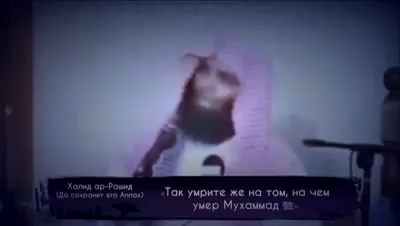 Халид ар-Рашид
(Да сохранит его Аллах)
«Так умрите же на том, на чем
умер Мухаммад ﷺ».